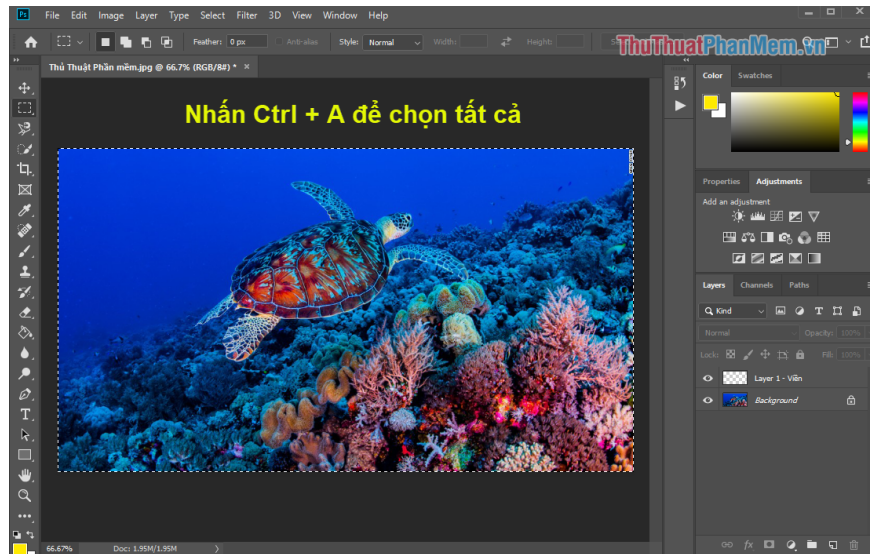 Ps File Edit Image Layer Type Select Filter 3D View Window Help
Feather: 0 px Anti-alias Style: Normal Width: Height:
ThuThuatPhanMem.vn
Thủ Thuật Phần mềm.jpg @ 66.7% (RGB/8#) * ×
Nhấn Ctrl + A để chọn tất cả
Color Swatches
Properties Adjustments
Add an adjustment
Layers Channels Paths
Kind
Normal Opacity: 100%
Lock: Fill: 100%
Layer 1 - Viền
Background
66.67% Doc: 1.95M/1.95M